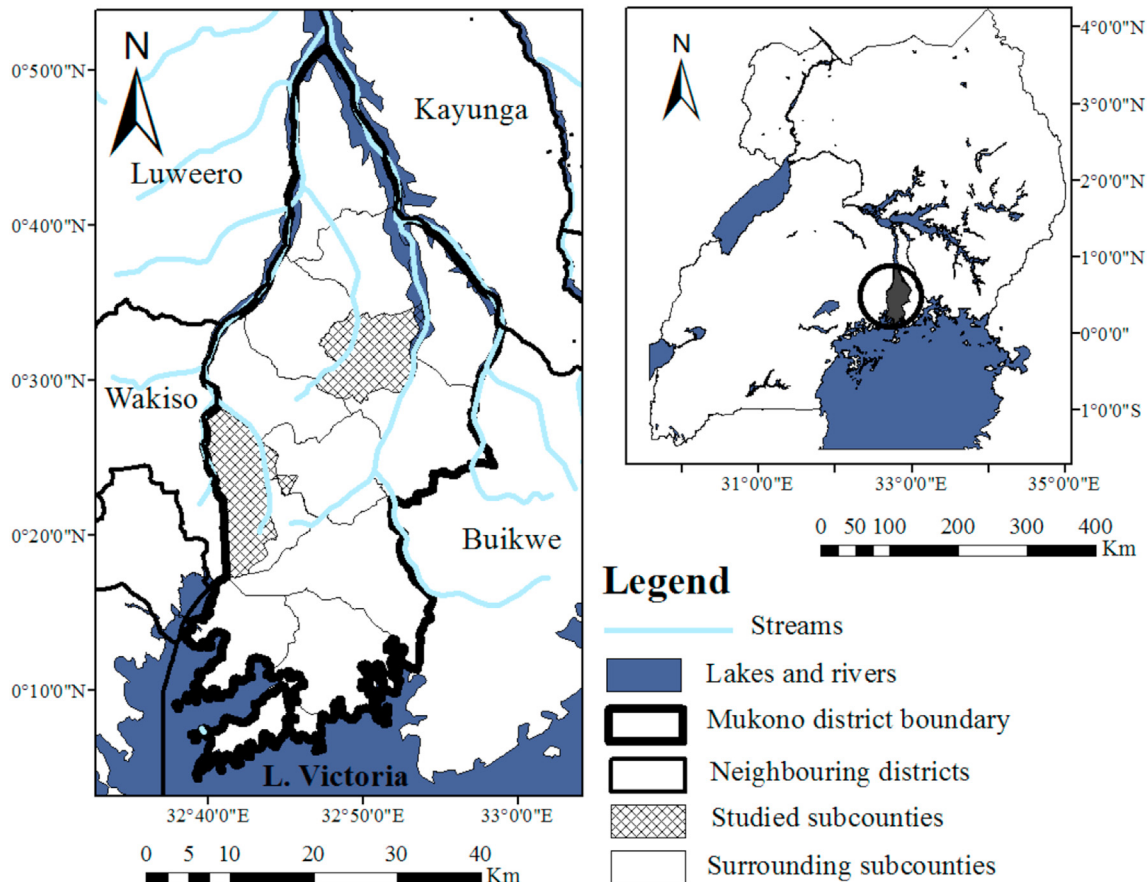 N
0°50'0"N
Kayunga
Luweero
0°40'0"N
0°30'0"N
Wakiso
0°20'0"N
Buikwe
0°10'0"N
L. Victoria
32°40'0"E
32°50'0"E
33°0'0"E
0 5 10 20 30 40
Km
N
4°0'0"N
3°0'0"N
2°0'0"N
1°0'0"N
0°0'0"
1°0'0"S
31°0'0"E
33°0'0"E
35°0'0"E
0 50 100 200 300 400
Km
Legend
Streams
Lakes and rivers
Mukono district boundary
Neighbouring districts
Studied subcounties
Surrounding subcounties